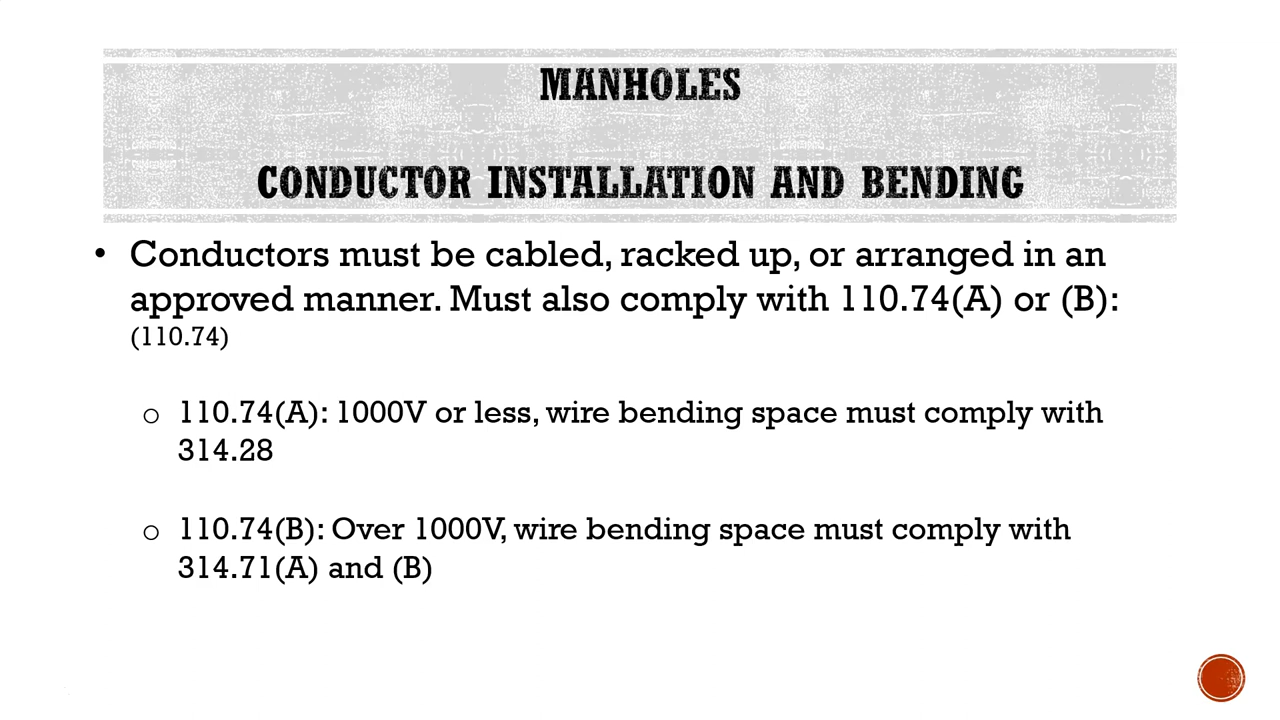 MANHOLES
CONDUCTOR INSTALLATION AND BENDING
• Conductors must be cabled, racked up, or arranged in an
approved manner. Must also comply with 110.74(A) or (B):
(110.74)
o 110.74(A): 1000V or less, wire bending space must comply with
314.28
o 110.74(B): Over 1000V, wire bending space must comply with
314.71(A) and (B)